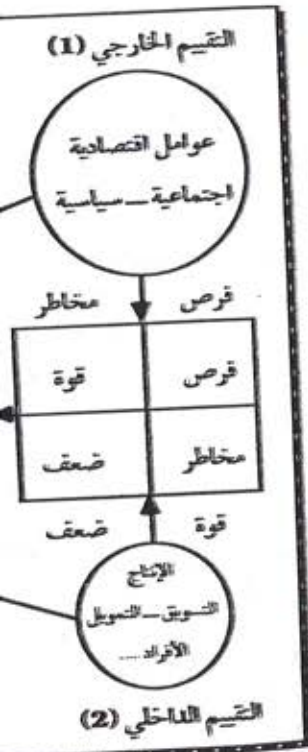 التقييم الخارجي (1)
عوامل اقتصادية
اجتماعية _ سياسية
فرص مخاطر
فرص قوة
مخاطر ضعف
قوة ضعف
الإنتاج
التسويق _ التمويل
الأفراد ....
التقييم الداخلي (2)